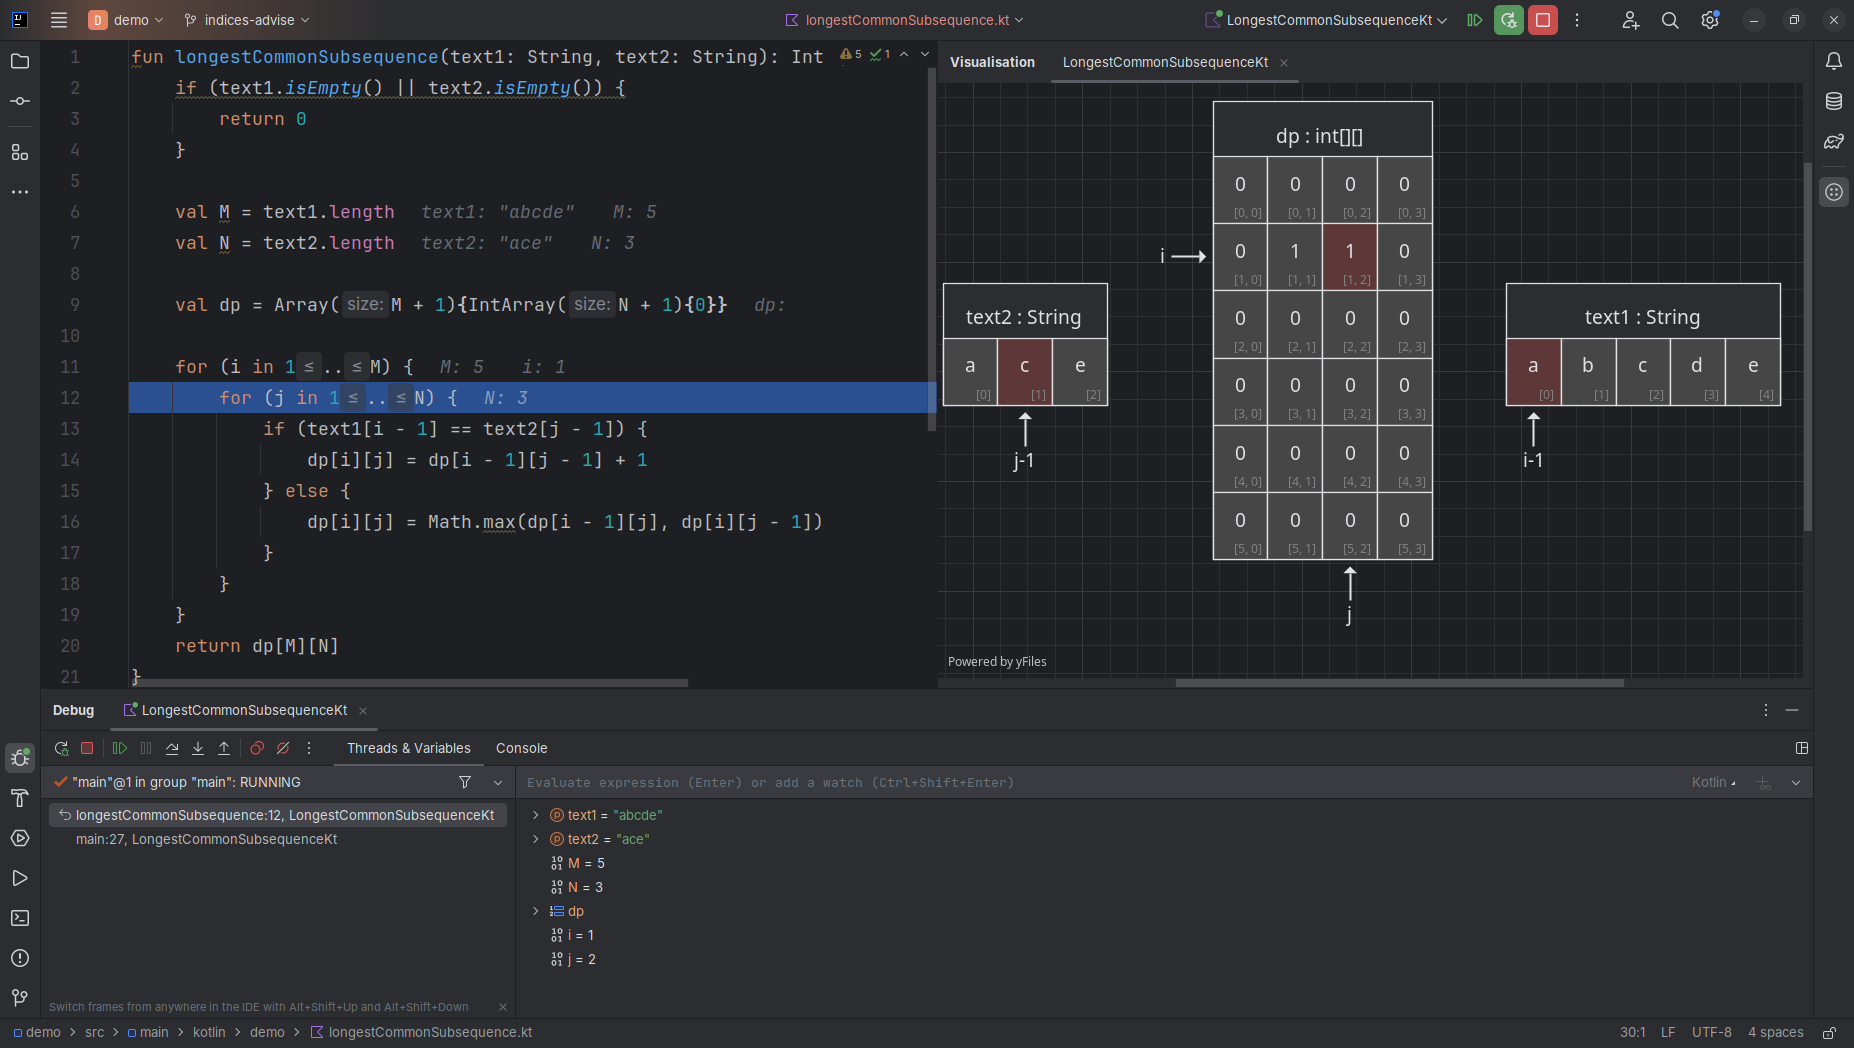 D demo indices-advise longestCommonSubsequence.kt LongestCommonSubsequenceKt
1 fun longestCommonSubsequence(text1: String, text2: String): Int 5 1
2 if (text1.isEmpty() || text2.isEmpty()) {
3 return 0
4 }
5
6 val M = text1.length text1: "abcde" M: 5
7 val N = text2.length text2: "ace" N: 3
8
9 val dp = Array(size: M + 1){IntArray(size: N + 1){0}} dp:
10
11 for (i in 1≤..≤M) { M: 5 i: 1
12 for (j in 1≤..≤N) { N: 3
13 if (text1[i - 1] == text2[j - 1]) {
14 dp[i][j] = dp[i - 1][j - 1] + 1
15 } else {
16 dp[i][j] = Math.max(dp[i - 1][j], dp[i][j - 1])
17 }
18 }
19 }
20 return dp[M][N]
21 }
Visualisation LongestCommonSubsequenceKt
dp : int[][]
0 0 0 0
[0, 0] [0, 1] [0, 2] [0, 3]
i 0 1 1 0
[1, 0] [1, 1] [1, 2] [1, 3]
0 0 0 0
[2, 0] [2, 1] [2, 2] [2, 3]
0 0 0 0
[3, 0] [3, 1] [3, 2] [3, 3]
0 0 0 0
[4, 0] [4, 1] [4, 2] [4, 3]
0 0 0 0
[5, 0] [5, 1] [5, 2] [5, 3]
j
text2 : String
a c e
[0] [1] [2]
j-1
text1 : String
a b c d e
[0] [1] [2] [3] [4]
i-1
Powered by yFiles
Debug LongestCommonSubsequenceKt
Threads & Variables Console
"main"@1 in group "main": RUNNING
longestCommonSubsequence:12, LongestCommonSubsequenceKt
main:27, LongestCommonSubsequenceKt
Switch frames from anywhere in the IDE with Alt+Shift+Up and Alt+Shift+Down
Evaluate expression (Enter) or add a watch (Ctrl+Shift+Enter) Kotlin
text1 = "abcde"
text2 = "ace"
M = 5
N = 3
dp
i = 1
j = 2
demo src main kotlin demo longestCommonSubsequence.kt 30:1 LF UTF-8 4 spaces